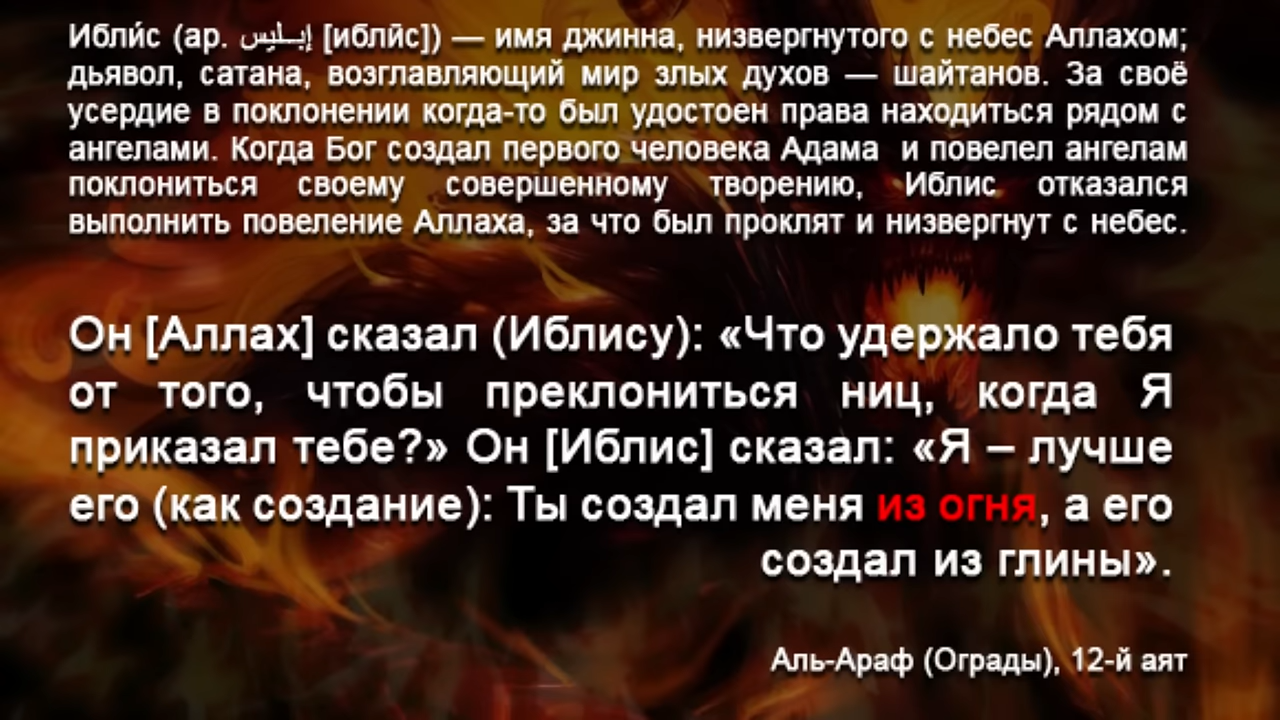 Ибли́с (ар. إبليس [иблӣс]) — имя джинна, низвергнутого с небес Аллахом;
дьявол, сатана, возглавляющий мир злых духов — шайтанов. За своё
усердие в поклонении когда-то был удостоен права находиться рядом с
ангелами. Когда Бог создал первого человека Адама и повелел ангелам
поклониться своему совершенному творению, Иблис отказался
выполнить повеление Аллаха, за что был проклят и низвергнут с небес.
Он [Аллах] сказал (Иблису): «Что удержало тебя
от того, чтобы преклониться ниц, когда Я
приказал тебе?» Он [Иблис] сказал: «Я – лучше
его (как создание): Ты создал меня из огня, а его
создал из глины».
Аль-Араф (Ограды), 12-й аят